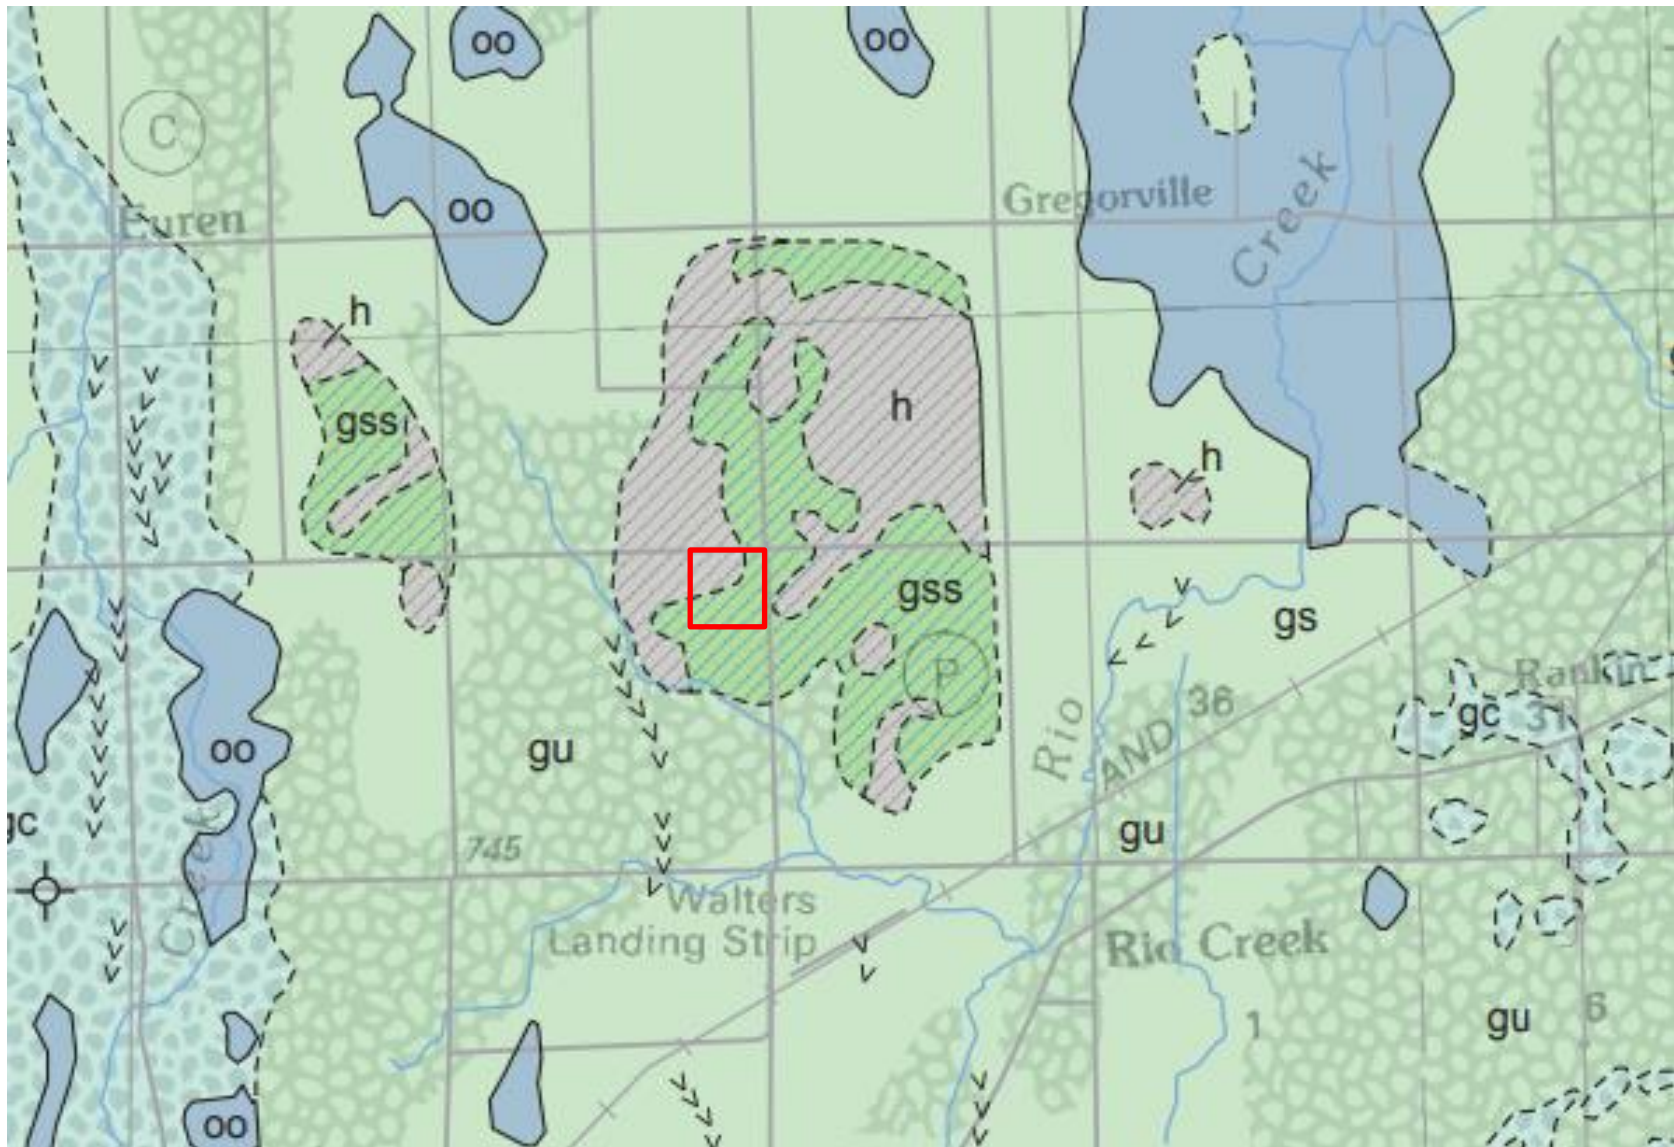 oo
oo
C
Euren
oo
Gregorville
Creek
h
h
gss
h
gss
gs
P
Rankin
36
gc
31
Rio
AND
oo
gu
gc
gu
745
Creek
Walters
Landing Strip
Rio Creek
gu
6
1
oo